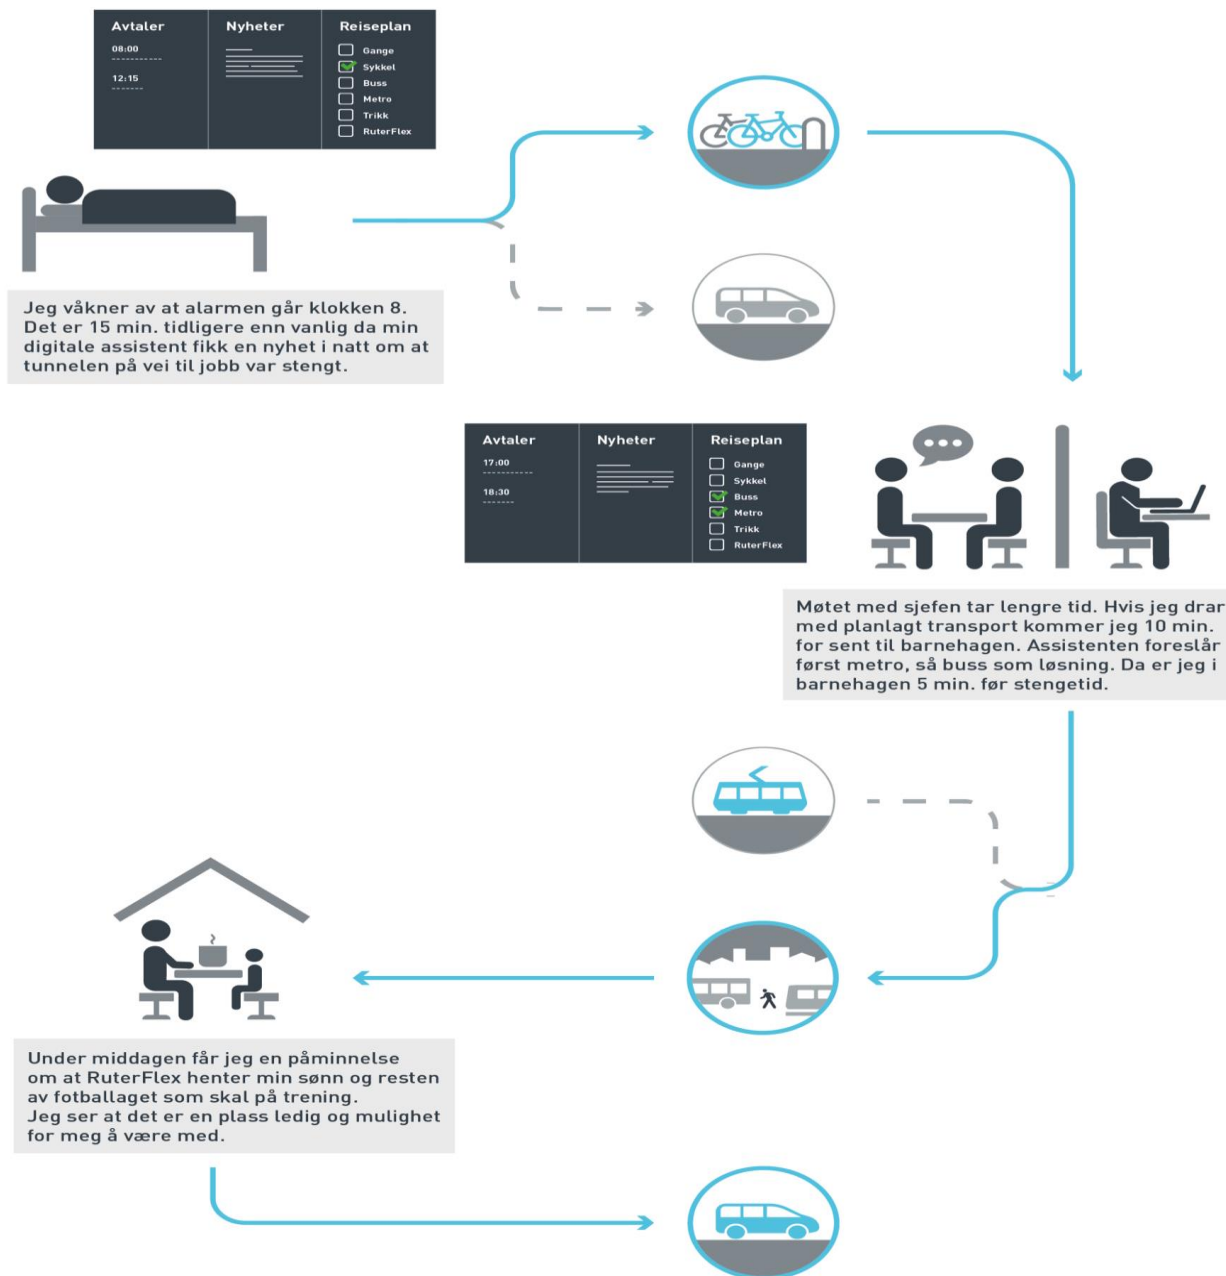 Avtaler
08:00
12:15
Nyheter
Reiseplan
Gange
Sykkel
Buss
Metro
Trikk
RuterFlex
Jeg våkner av at alarmen går klokken 8.
Det er 15 min. tidligere enn vanlig da min
digitale assistent fikk en nyhet i natt om at
tunnelen på vei til jobb var stengt.
Avtaler
17:00
18:30
Nyheter
Reiseplan
Gange
Sykkel
Buss
Metro
Trikk
RuterFlex
Møtet med sjefen tar lengre tid. Hvis jeg drar
med planlagt transport kommer jeg 10 min.
for sent til barnehagen. Assistenten foreslår
først metro, så buss som løsning. Da er jeg i
barnehagen 5 min. før stengetid.
Under middagen får jeg en påminnelse
om at RuterFlex henter min sønn og resten
av fotballaget som skal på trening.
Jeg ser at det er en plass ledig og mulighet
for meg å være med.